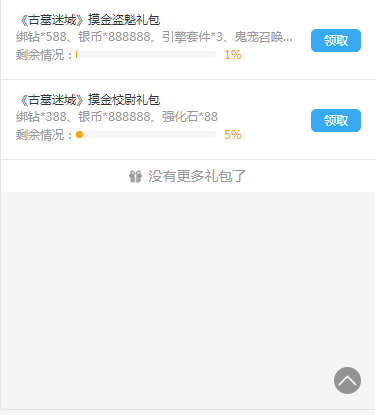 《古墓迷城》摸金盗魁礼包
绑钻*588、银币*888888、引擎套件*3、鬼宠召唤...
领取
剩余情况： 1%
《古墓迷城》摸金校尉礼包
绑钻*388、银币*888888、强化石*88
领取
剩余情况： 5%
没有更多礼包了